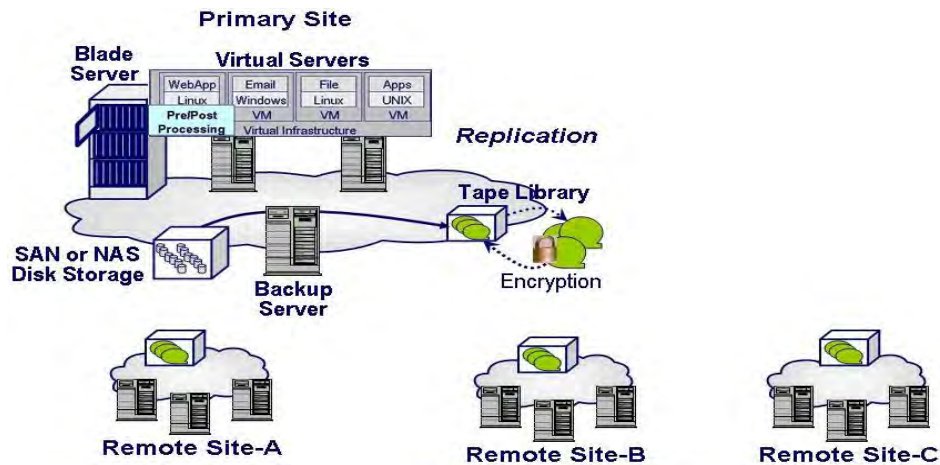 Primary Site
Blade
Server
Virtual Servers
WebApp
Email
File
Apps
Linux
Windows
Linux
UNIX
Pre/Post
Processing
VM
VM
VM
Virtual Infrastructure
Replication
Tape Library
SAN or NAS
Disk Storage
Backup
Server
Encryption
Remote Site-A
Remote Site-B
Remote Site-C